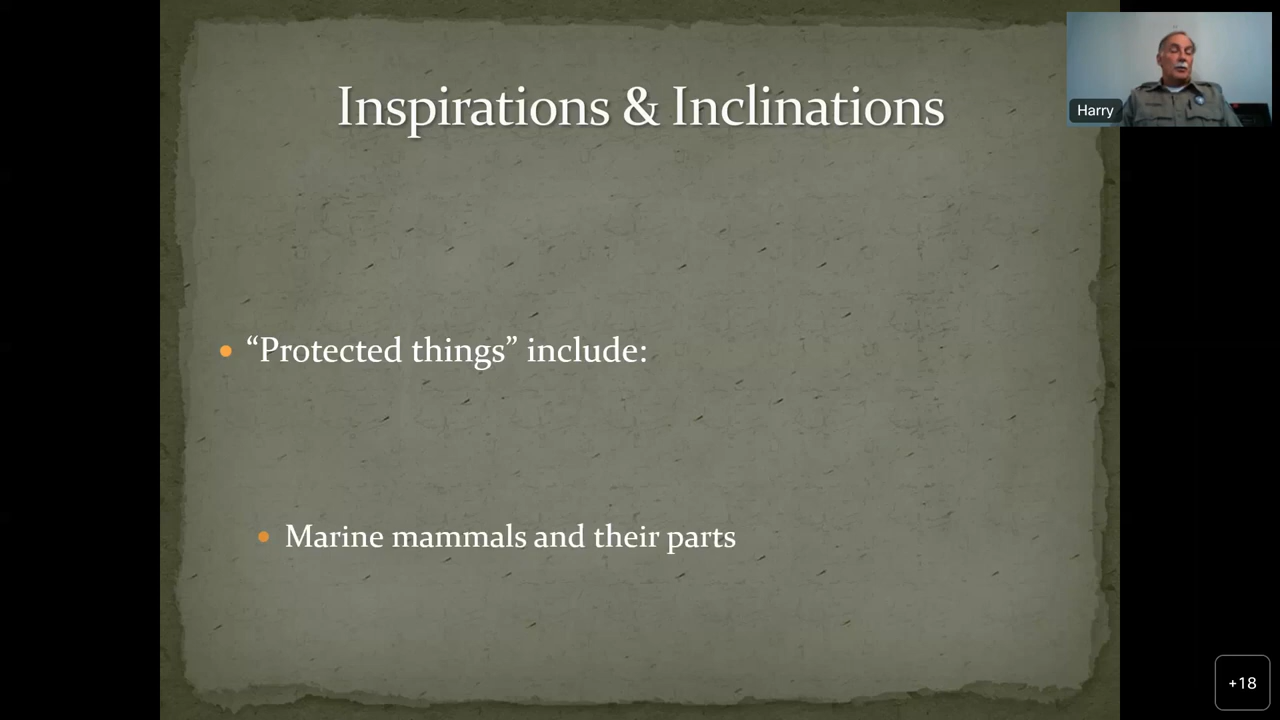 Inspirations & Inclinations
Harry
“Protected things” include:
Marine mammals and their parts
+18